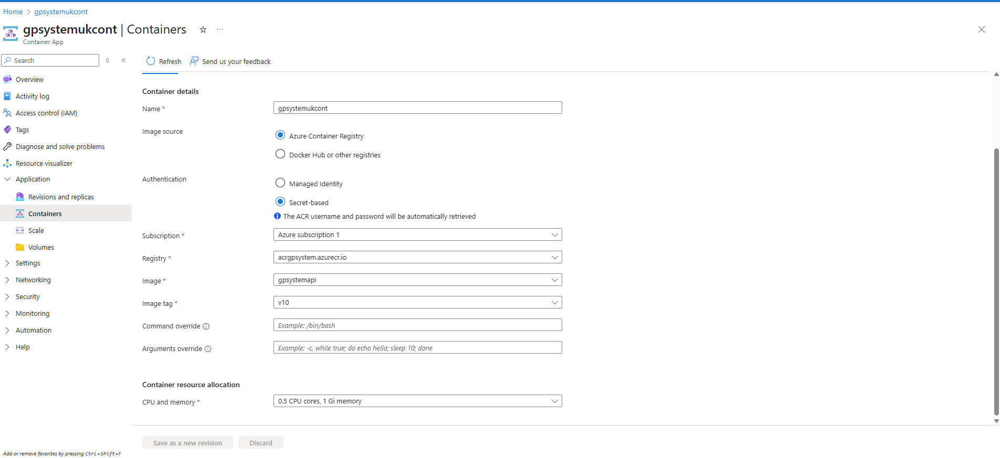 Home > gpsystemukcont
gpsystemukcont | Containers
Container App
Search
Refresh
Send us your feedback
Overview
Activity log
Access control (IAM)
Tags
Diagnose and solve problems
Resource visualizer
Application
Revisions and replicas
Containers
Scale
Volumes
Settings
Networking
Security
Monitoring
Automation
Help
Add or remove favorites by pressing Ctrl+Shift+F
Container details
Name * gpsystemukcont
Image source
Azure Container Registry
Docker Hub or other registries
Authentication
Managed Identity
Secret-based
The ACR username and password will be automatically retrieved
Subscription * Azure subscription 1
Registry * acrgpsystem.azurecr.io
Image * gpsystemapi
Image tag * v10
Command override Example: /bin/bash
Arguments override Example: -c, while true; do echo hello; sleep 10; done
Container resource allocation
CPU and memory * 0.5 CPU cores, 1 Gi memory
Save as a new revision
Discard